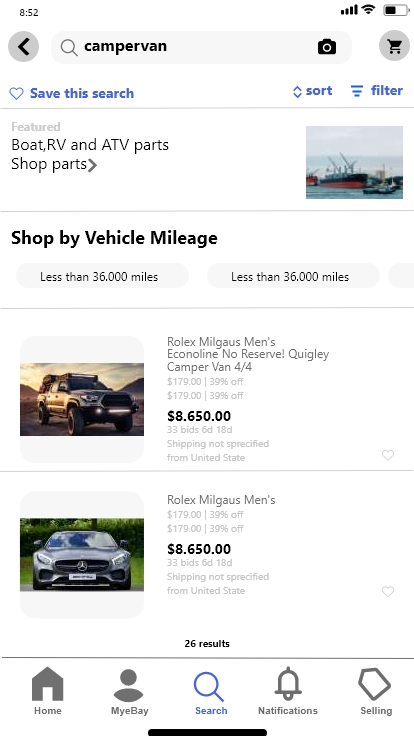 8:52
campervan
Save this search
sort
filter
Featured
Boat,RV and ATV parts
Shop parts
Shop by Vehicle Mileage
Less than 36.000 miles
Less than 36.000 miles
Rolex Milgaus Men's
Econoline No Reserve! Quigley
Camper Van 4/4
$179.00 | 39% off
$179.00 | 39% off
$8.650.00
33 bids 6d 18d
Shipping not sprecified
from United State
Rolex Milgaus Men's
$179.00 | 39% off
$179.00 | 39% off
$8.650.00
33 bids 6d 18d
Shipping not sprecified
from United State
26 results
Home
MyeBay
Search
Notifications
Selling